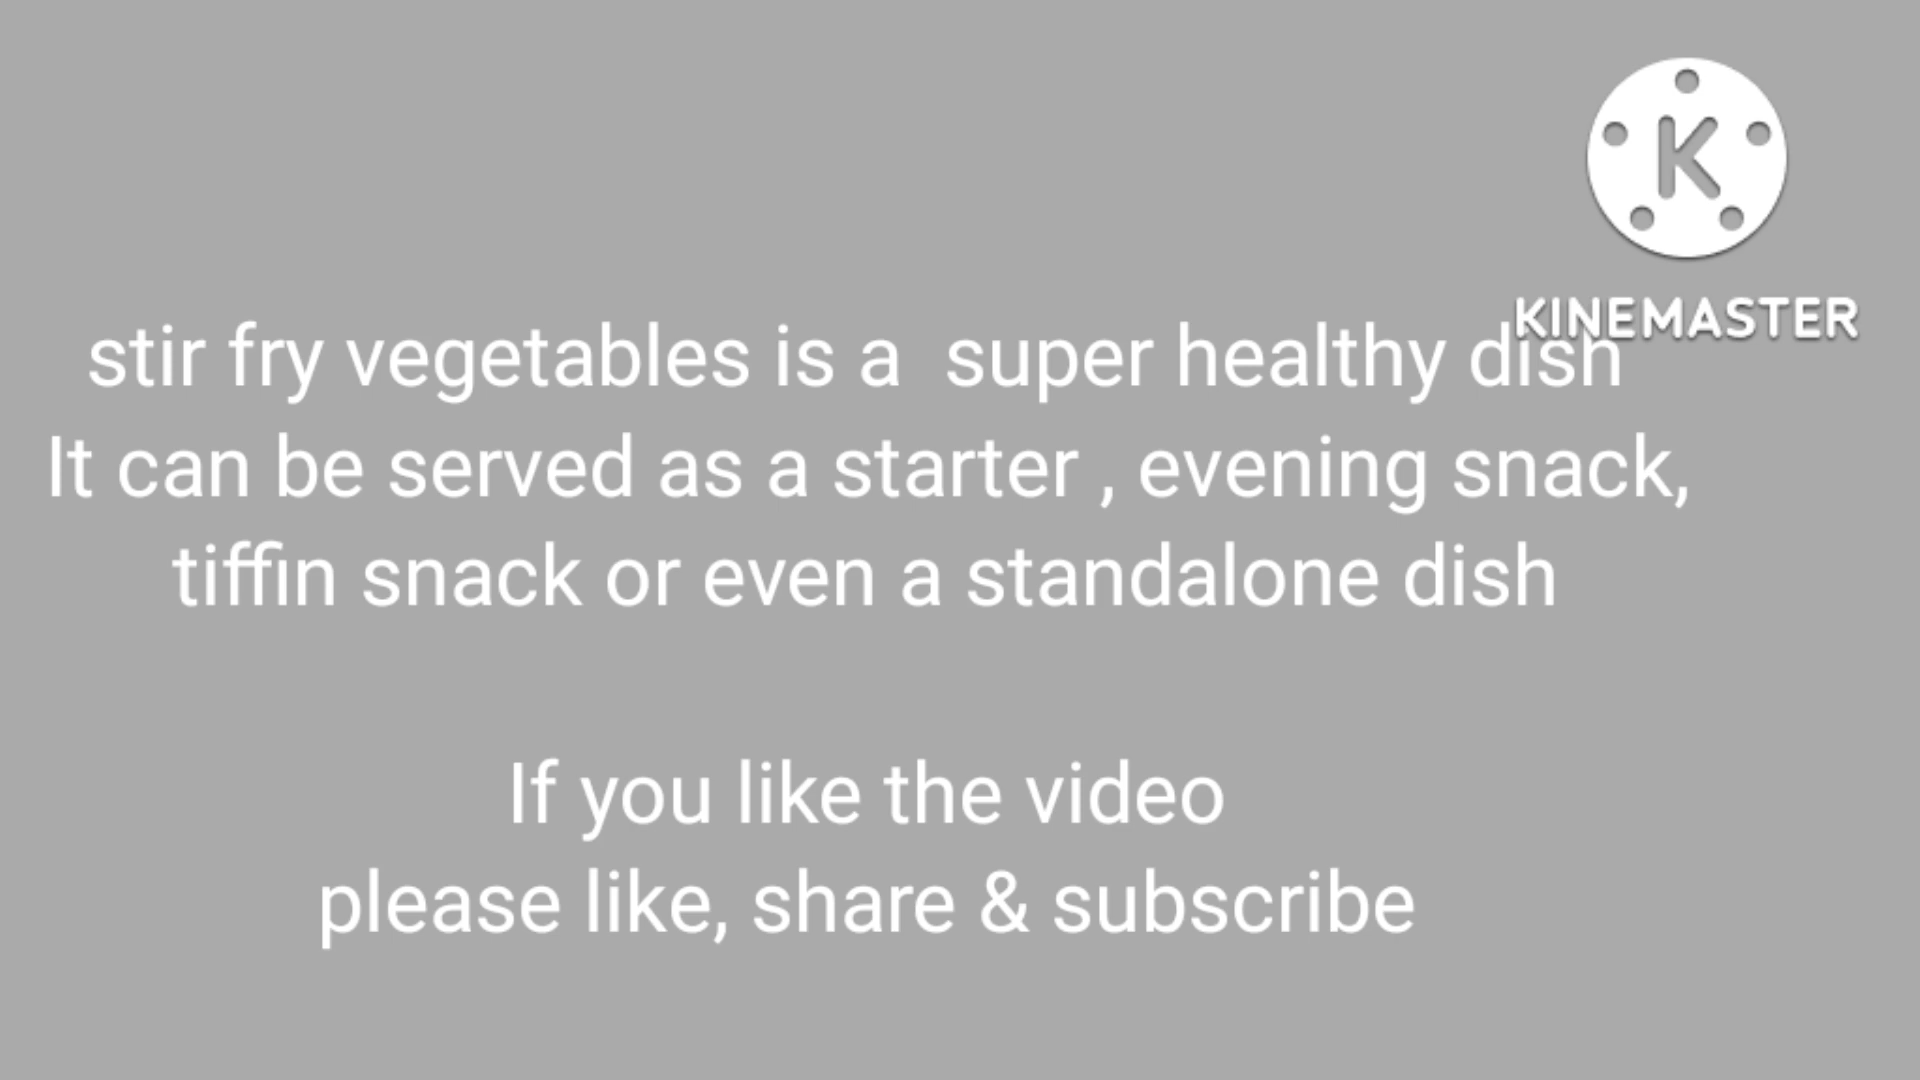 K
KINEMASTER
stir fry vegetables is a  super healthy dish
It can be served as a starter , evening snack,
tiffin snack or even a standalone dish
If you like the video
please like, share & subscribe